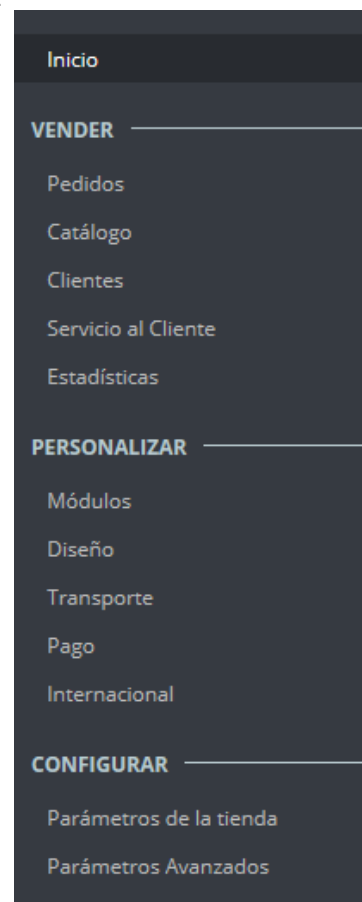 Inicio
VENDER
Pedidos
Catálogo
Clientes
Servicio al Cliente
Estadísticas
PERSONALIZAR
Módulos
Diseño
Transporte
Pago
Internacional
CONFIGURAR
Parámetros de la tienda
Parámetros Avanzados